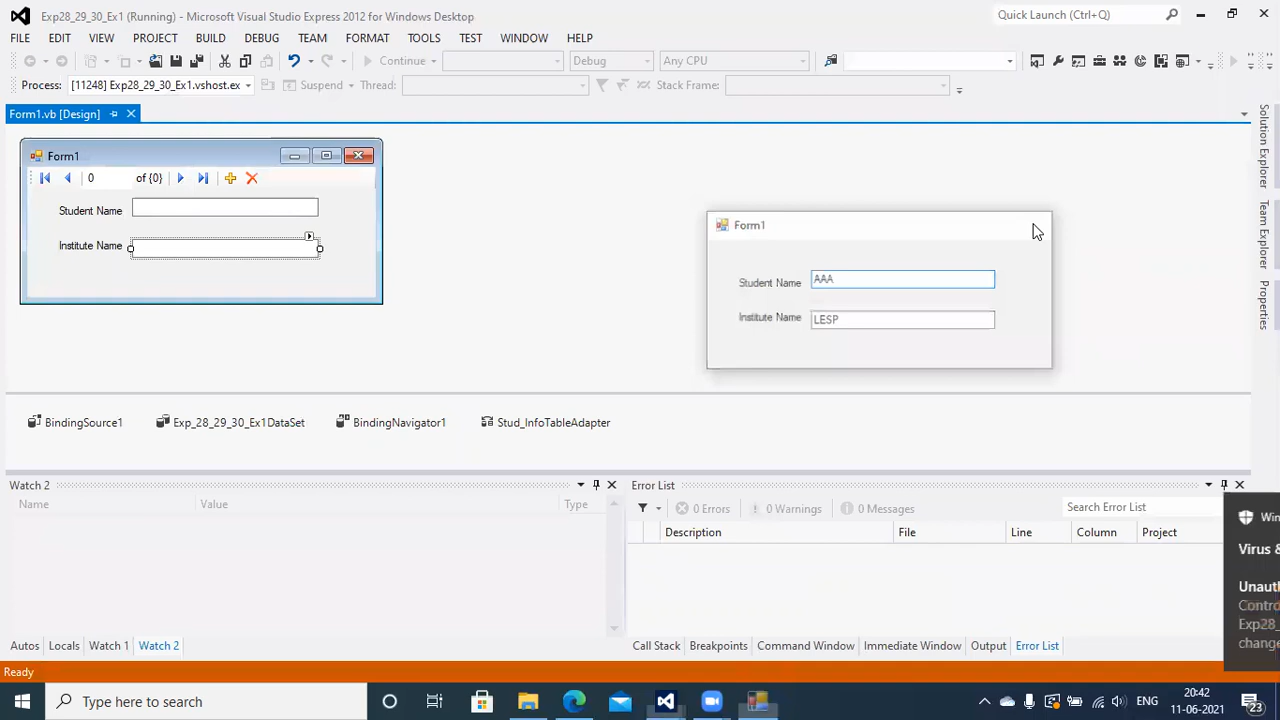 Exp28_29_30_Ex1 (Running) - Microsoft Visual Studio Express 2012 for Windows Desktop
Quick Launch (Ctrl+Q)
FILE EDIT VIEW PROJECT BUILD DEBUG TEAM FORMAT TOOLS TEST WINDOW HELP
Continue Debug Any CPU
Process: [11248] Exp28_29_30_Ex1.vshost.ex Suspend Thread: Stack Frame:
Form1.vb [Design]
Form1
0 of {0}
Student Name
Institute Name
Form1
Student Name AAA
Institute Name LESP
Solution Explorer
Team Explorer
Properties
BindingSource1 Exp_28_29_30_Ex1DataSet BindingNavigator1 Stud_InfoTableAdapter
Watch 2
Name Value Type
Error List
0 Errors 0 Warnings 0 Messages
Search Error List
Description File Line Column Project
Win
Virus &
Unaut
Contro
Exp28_
change
Autos Locals Watch 1 Watch 2
Call Stack Breakpoints Command Window Immediate Window Output Error List
Ready
Type here to search
ENG
20:42
11-06-2021
23